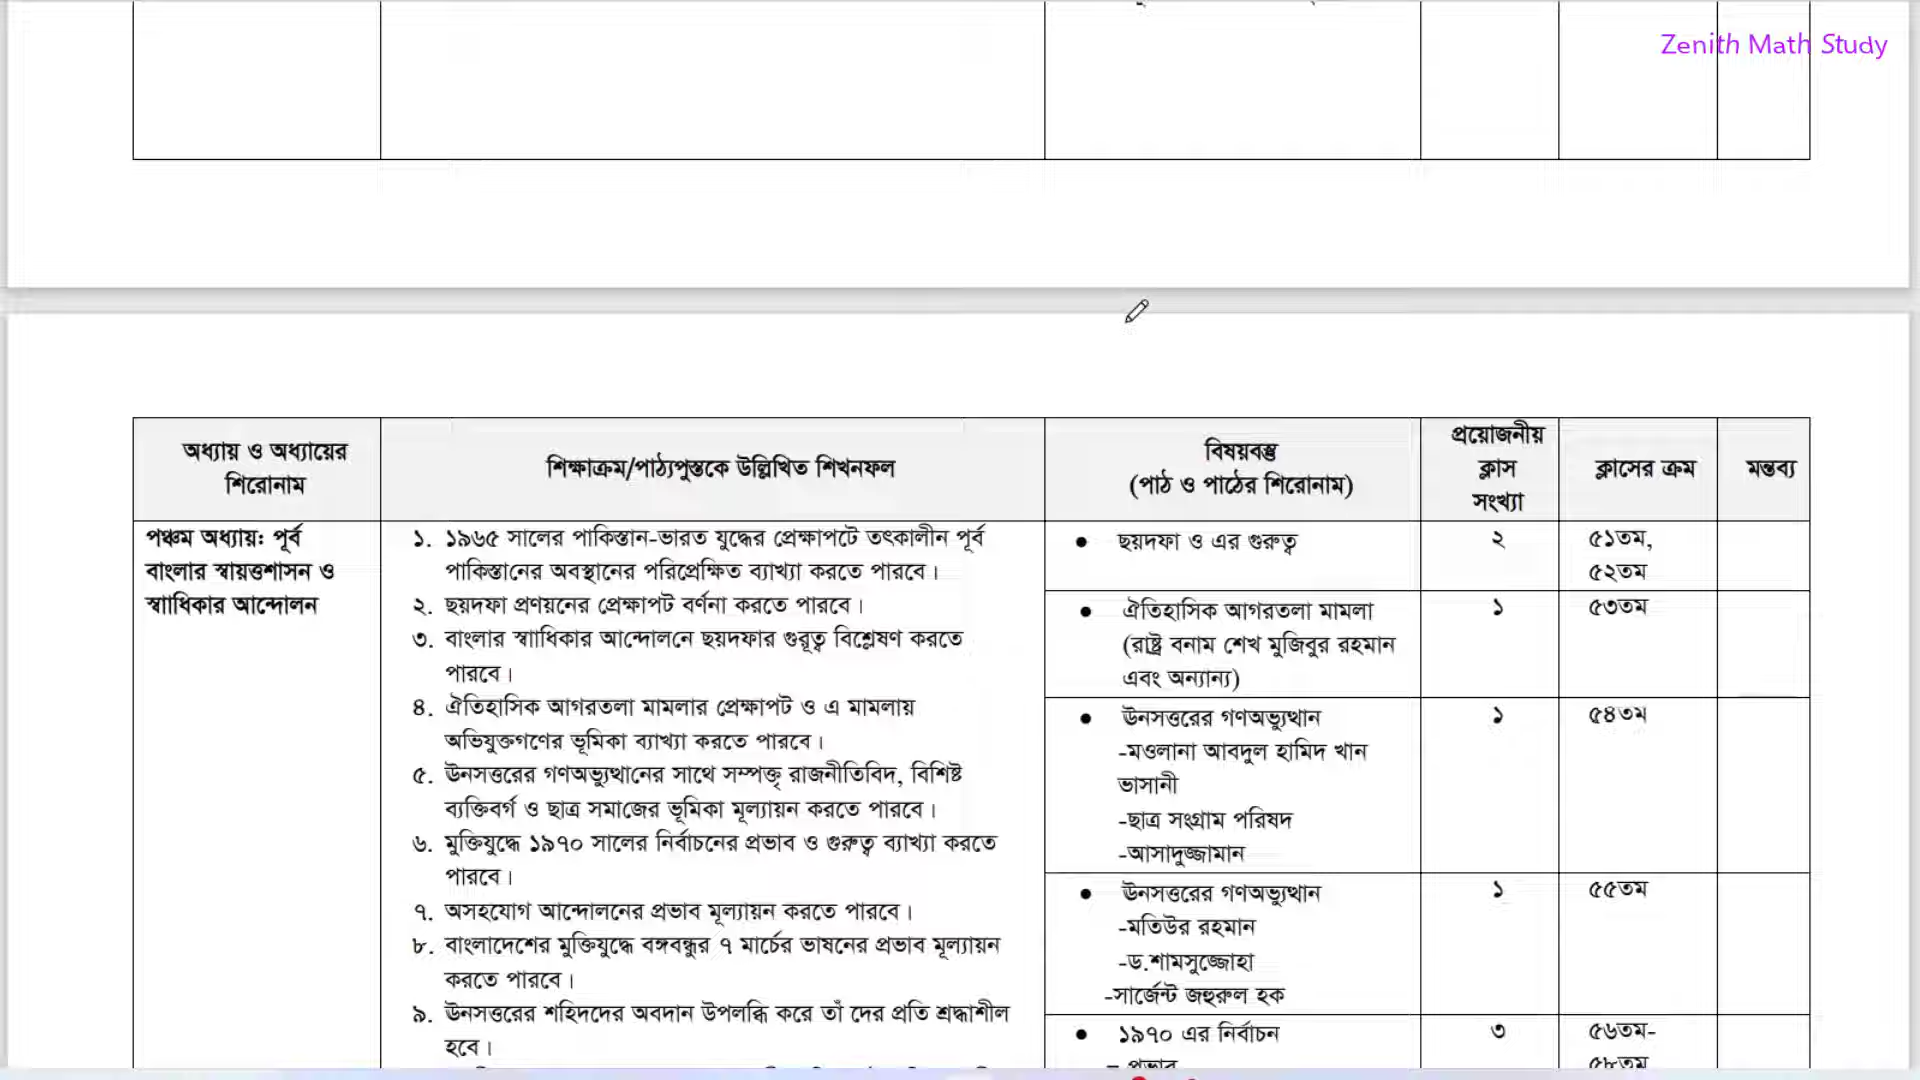 Zenith Math Study
অধ্যায় ও অধ্যায়ের
শিরোনাম
শিক্ষাক্রম/পাঠ্যপুস্তকে উল্লিখিত শিখনফল
বিষয়বস্তু
(পাঠ ও পাঠের শিরোনাম)
প্রয়োজনীয়
ক্লাস
সংখ্যা
ক্লাসের ক্রম
মন্তব্য
পঞ্চম অধ্যায়: পূর্ব
বাংলার স্বায়ত্তশাসন ও
স্বাাধিকার আন্দোলন
১. ১৯৬৫ সালের পাকিস্তান-ভারত যুদ্ধের প্রেক্ষাপটে তৎকালীন পূর্ব
পাকিস্তানের অবস্থানের পরিপ্রেক্ষিত ব্যাখ্যা করতে পারবে।
২. ছয়দফা প্রণয়নের প্রেক্ষাপট বর্ণনা করতে পারবে।
৩. বাংলার স্বাাধিকার আন্দোলনে ছয়দফার গুরূত্ব বিশ্লেষণ করতে
পারবে।
৪. ঐতিহাসিক আগরতলা মামলার প্রেক্ষাপট ও এ মামলায়
অভিযুক্তগণের ভূমিকা ব্যাখ্যা করতে পারবে।
৫. ঊনসত্তরের গণঅভ্যুত্থানের সাথে সম্পক্তৃ রাজনীতিবিদ, বিশিষ্ট
ব্যক্তিবর্গ ও ছাত্র সমাজের ভূমিকা মূল্যায়ন করতে পারবে।
৬. মুক্তিযুদ্ধে ১৯৭০ সালের নির্বাচনের প্রভাব ও গুরুত্ব ব্যাখ্যা করতে
পারবে।
৭. অসহযোগ আন্দোলনের প্রভাব মূল্যায়ন করতে পারবে।
৮. বাংলাদেশের মুক্তিযুদ্ধে বঙ্গবন্ধুর ৭ মার্চের ভাষনের প্রভাব মূল্যায়ন
করতে পারবে।
৯. ঊনসত্তরের শহিদদের অবদান উপলব্ধি করে তাঁ দের প্রতি শ্রদ্ধাশীল
হবে।
● ছয়দফা ও এর গুরুত্ব
২
৫১তম,
৫২তম
● ঐতিহাসিক আগরতলা মামলা
(রাষ্ট্র বনাম শেখ মুজিবুর রহমান
এবং অন্যান্য)
১
৫৩তম
● ঊনসত্তরের গণঅভ্যুত্থান
-মওলানা আবদুল হামিদ খান
ভাসানী
-ছাত্র সংগ্রাম পরিষদ
-আসাদুজ্জামান
১
৫৪তম
● ঊনসত্তরের গণঅভ্যুত্থান
-মতিউর রহমান
-ড.শামসুজ্জোহা
-সার্জেন্ট জহুরুল হক
১
৫৫তম
● ১৯৭০ এর নির্বাচন
- প্রভাব
৩
৫৬তম-
৫৮তম